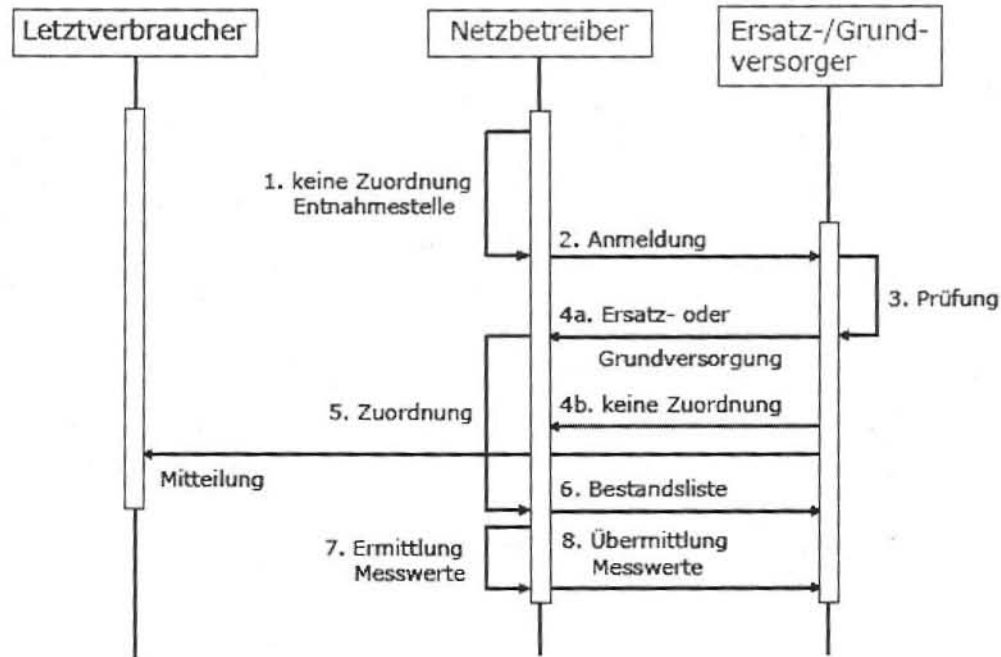 Letztverbraucher
Netzbetreiber
Ersatz-/Grund-
versorger
1. keine Zuordnung
Entnahmestelle
2. Anmeldung
3. Prüfung
4a. Ersatz- oder
Grundversorgung
5. Zuordnung
4b. keine Zuordnung
Mitteilung
6. Bestandsliste
7. Ermittlung
Messwerte
8. Übermittlung
Messwerte